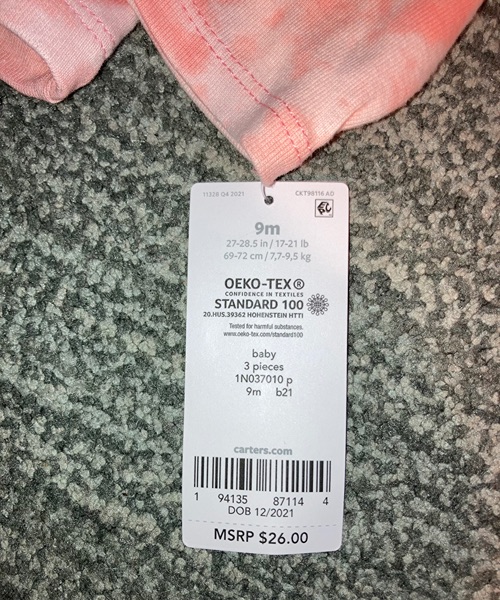 11328 Q4 2021 CKT98116 AD
9m
27-28.5 in / 17-21 lb
69-72 cm / 7,7-9,5 kg
OEKO-TEX®
CONFIDENCE IN TEXTILES
STANDARD 100
20.HUS.39362 HOHENSTEIN HTTI
Tested for harmful substances.
www.oeko-tex.com/standard100
baby
3 pieces
1N037010 p
9m b21
carters.com
1 94135 87114 4
DOB 12/2021
MSRP $26.00